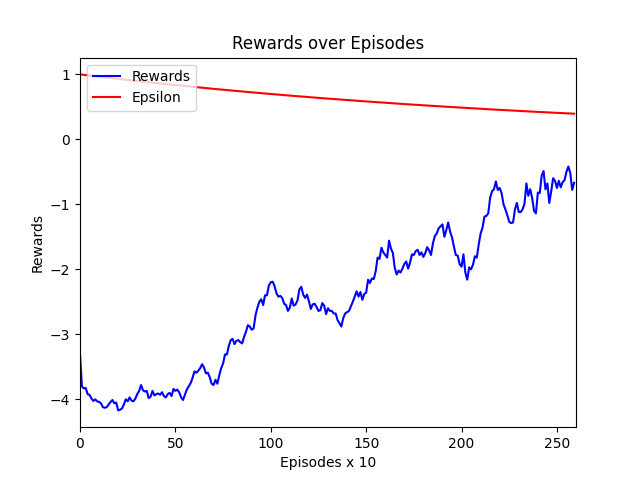 Rewards over Episodes
Rewards
Epsilon
1
0
−1
−2
−3
−4
Rewards
0
50
100
150
200
250
Episodes x 10